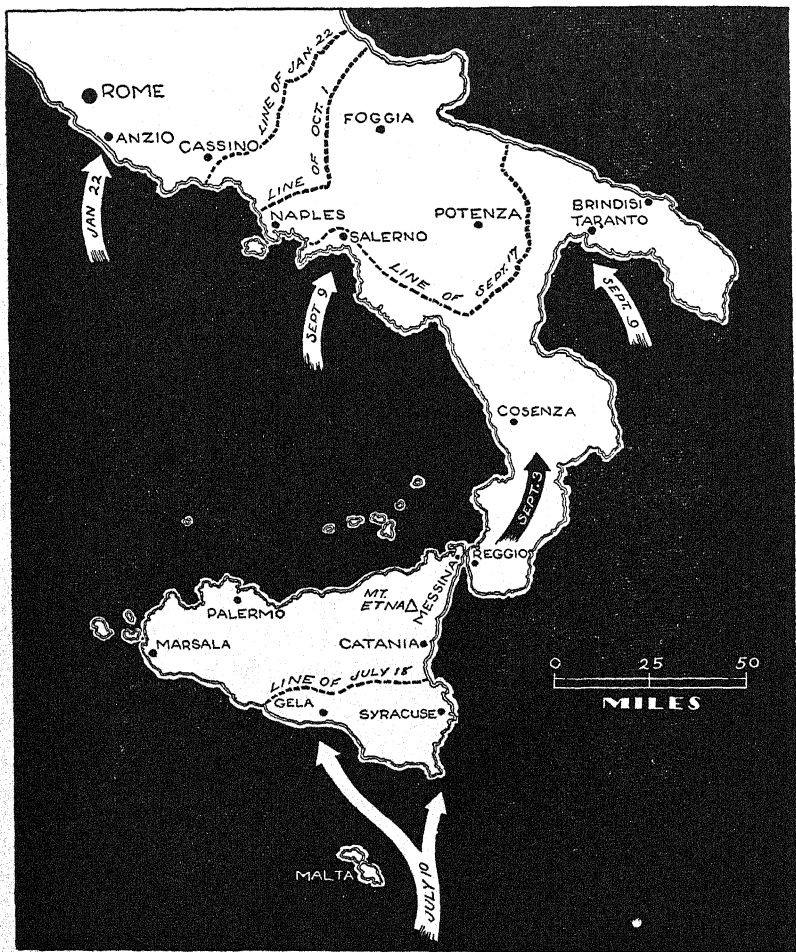 LINE OF JAN. 22
ROME
LINE OF OCT. 1
FOGGIA
ANZIO
CASSINO
JAN 22
NAPLES
SALERNO
POTENZA
BRINDISI
TARANTO
LINE OF SEPT. 17
SEPT 9
SEPT. 9
COSENZA
SEPT. 3
REGGIO
MESSINA
MT.
ETNA
PALERMO
MARSALA
CATANIA
LINE OF JULY 18
GELA
SYRACUSE
0 25 50
MILES
MALTA
JULY 10